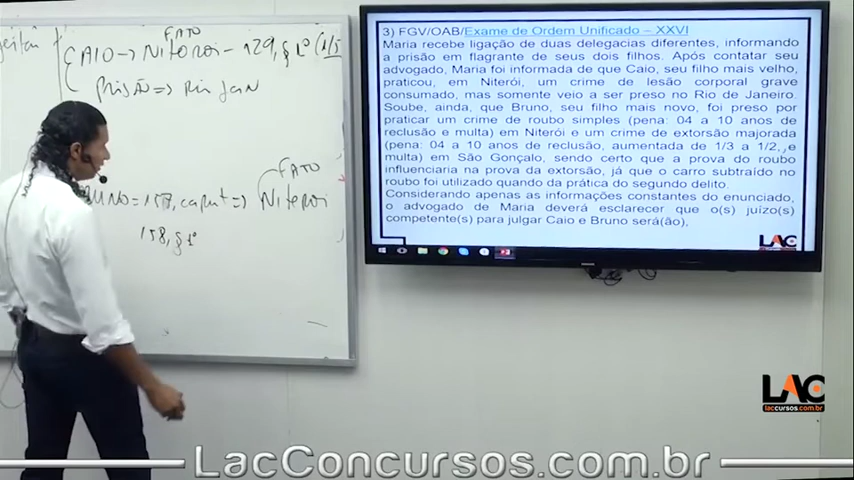 FATO
CAIO → NITEROI - 129, § 1º
PRISÃO ⇒
= 157, caput ⇒ NITEROI
FATO
158, § 1º
3) FGV/OAB/Exame de Ordem Unificado – XXVI
Maria recebe ligação de duas delegacias diferentes, informando
a prisão em flagrante de seus dois filhos. Após contatar seu
advogado, Maria foi informada de que Caio, seu filho mais velho,
praticou, em Niterói, um crime de lesão corporal grave
consumado, mas somente veio a ser preso no Rio de Janeiro.
Soube, ainda, que Bruno, seu filho mais novo, foi preso por
praticar um crime de roubo simples (pena: 04 a 10 anos de
reclusão e multa) em Niterói e um crime de extorsão majorada
(pena: 04 a 10 anos de reclusão, aumentada de 1/3 a 1/2, e
multa) em São Gonçalo, sendo certo que a prova do roubo
influenciaria na prova da extorsão, já que o carro subtraído no
roubo foi utilizado quando da prática do segundo delito.
Considerando apenas as informações constantes do enunciado,
o advogado de Maria deverá esclarecer que o(s) juízo(s)
competente(s) para julgar Caio e Bruno será(ão),
LAC
LAC
laccursos.com.br
LacConcursos.com.br